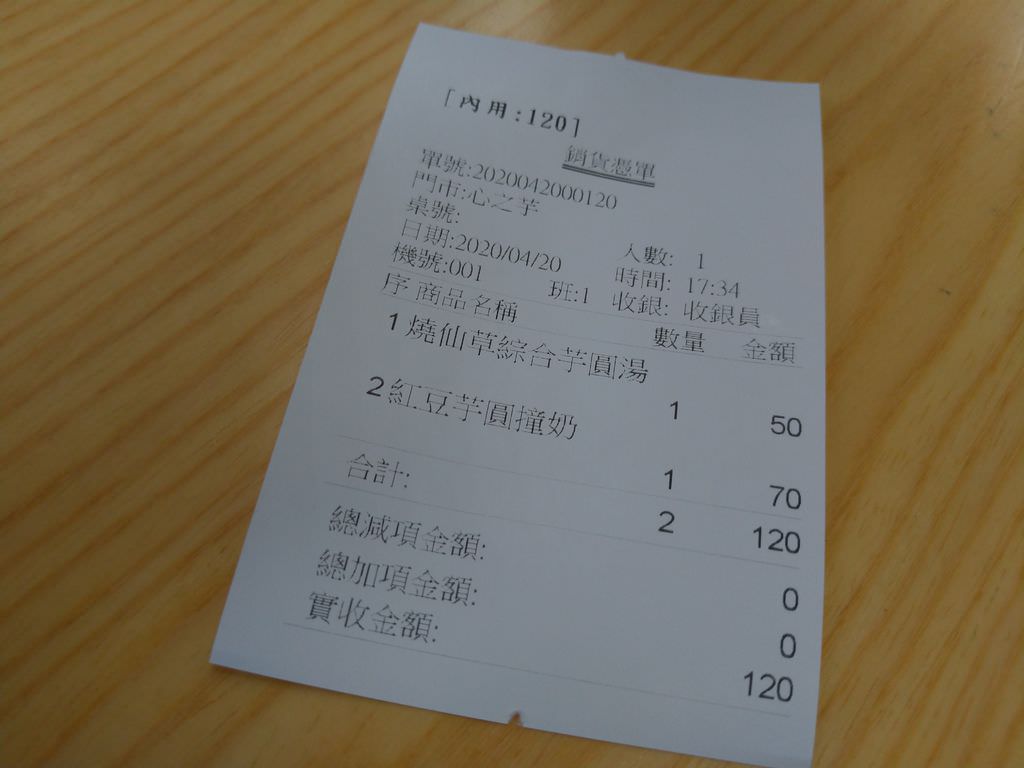 「內用:120」
銷貨憑單
單號:2020042000120
門市:心之芋
桌號: 人數: 1
日期:2020/04/20 時間: 17:34
機號:001 班:1 收銀: 收銀員
序 商品名稱 數量 金額
1 燒仙草綜合芋圓湯
1 50
2 紅豆芋圓撞奶
1 70
合計: 2 120
總減項金額: 0
總加項金額: 0
實收金額: 120